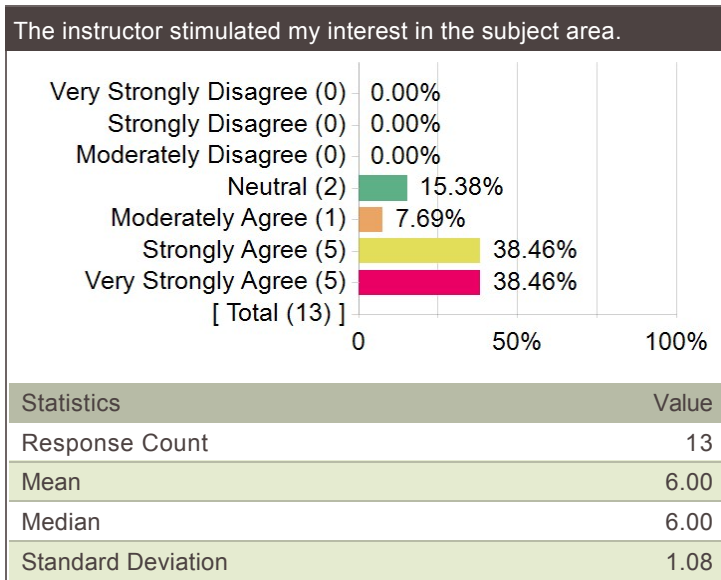 The instructor stimulated my interest in the subject area.
Very Strongly Disagree (0) 0.00%
Strongly Disagree (0) 0.00%
Moderately Disagree (0) 0.00%
Neutral (2) 15.38%
Moderately Agree (1) 7.69%
Strongly Agree (5) 38.46%
Very Strongly Agree (5) 38.46%
[ Total (13) ]
0 50% 100%
Statistics Value
Response Count 13
Mean 6.00
Median 6.00
Standard Deviation 1.08